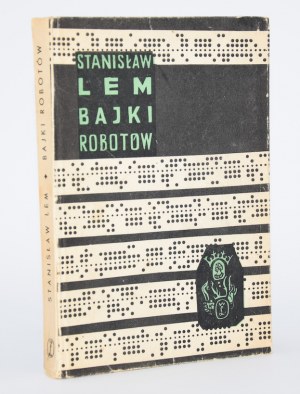 STANISŁAW
LEM
BAJKI
ROBOTÓW
STANISŁAW LEM • BAJKI ROBOTÓW